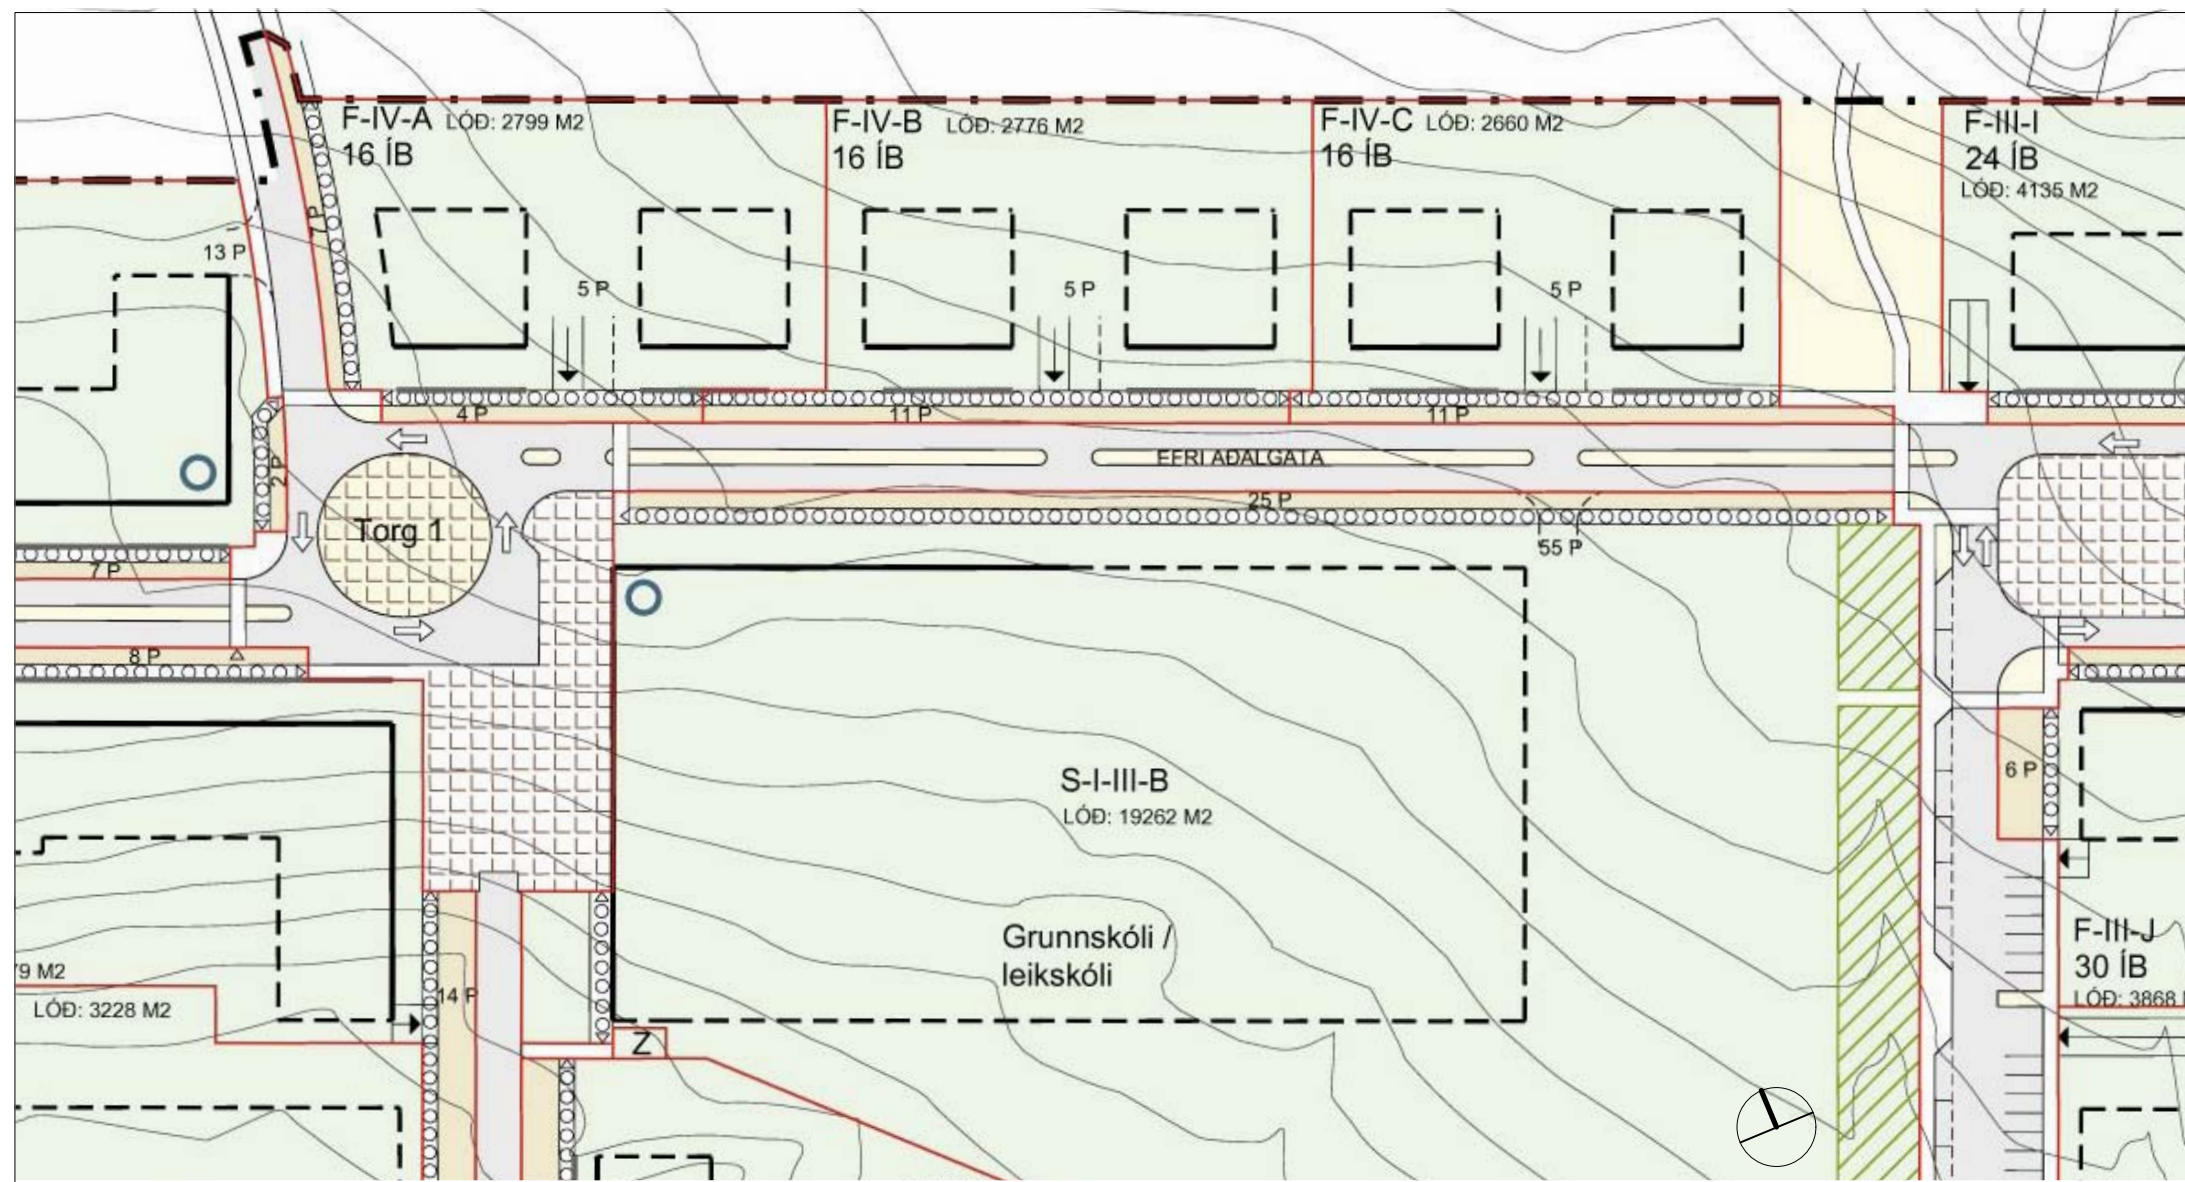 F-IV-A LÓÐ: 2799 M2
16 ÍB
F-IV-B LÓÐ: 2776 M2
16 ÍB
F-IV-C LÓÐ: 2660 M2
16 ÍB
F-III-I
24 ÍB
LÓÐ: 4135 M2
7 P
13 P
5 P
5 P
5 P
4 P
11 P
11 P
EFRI AÐALGATA
2 P
25 P
Torg 1
55 P
7 P
8 P
S-I-III-B
LÓÐ: 19262 M2
6 P
Grunnskóli /
leikskóli
F-III-J
30 ÍB
LÓÐ: 3868
79 M2
LÓÐ: 3228 M2
14 P
Z